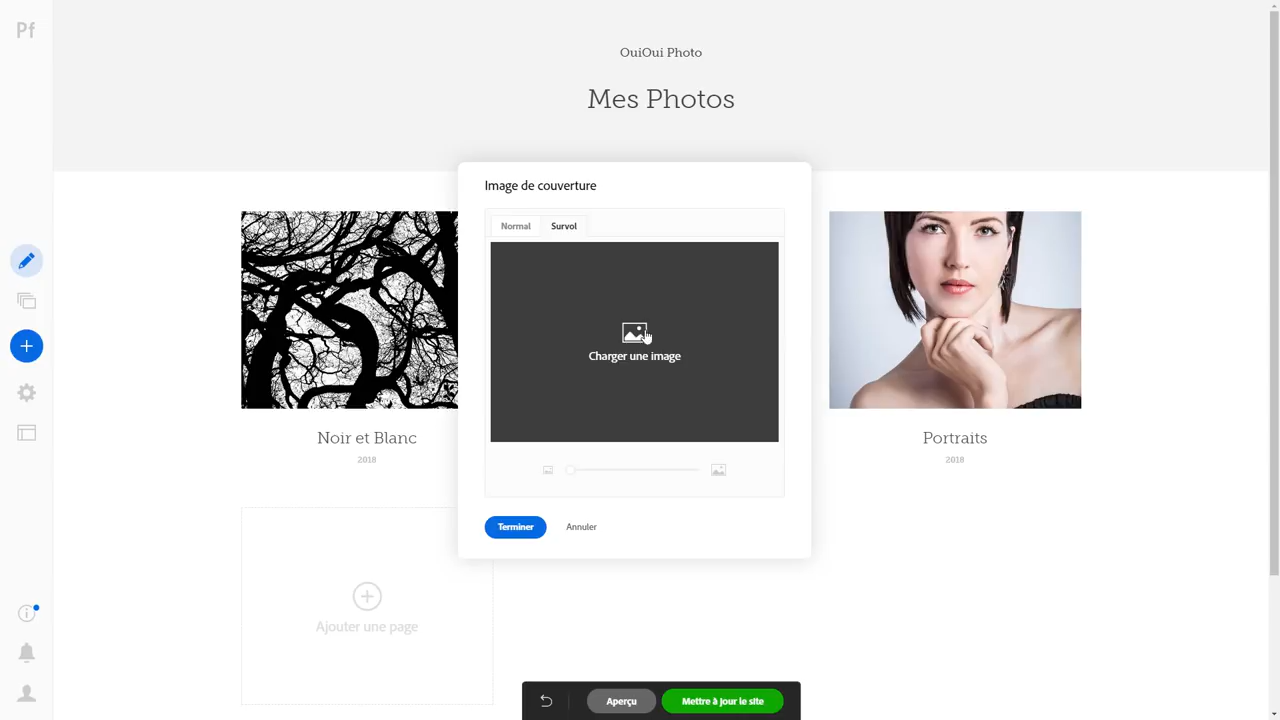 Pf
OuiOui Photo
Mes Photos
Image de couverture
Normal
Survol
Charger une image
Terminer
Annuler
Noir et Blanc
2018
Portraits
2018
Ajouter une page
Aperçu
Mettre à jour le site